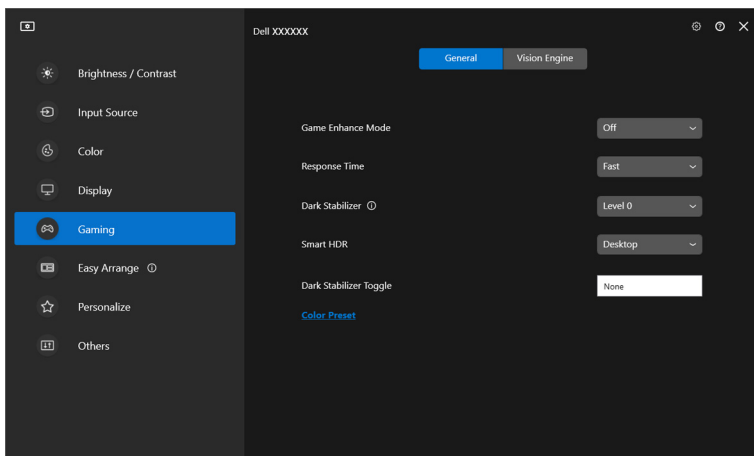 Dell XXXXXX
Brightness / Contrast
Input Source
Color
Display
Gaming
Easy Arrange
Personalize
Others
General
Vision Engine
Game Enhance Mode
Off
Response Time
Fast
Dark Stabilizer
Level 0
Smart HDR
Desktop
Dark Stabilizer Toggle
None
Color Preset